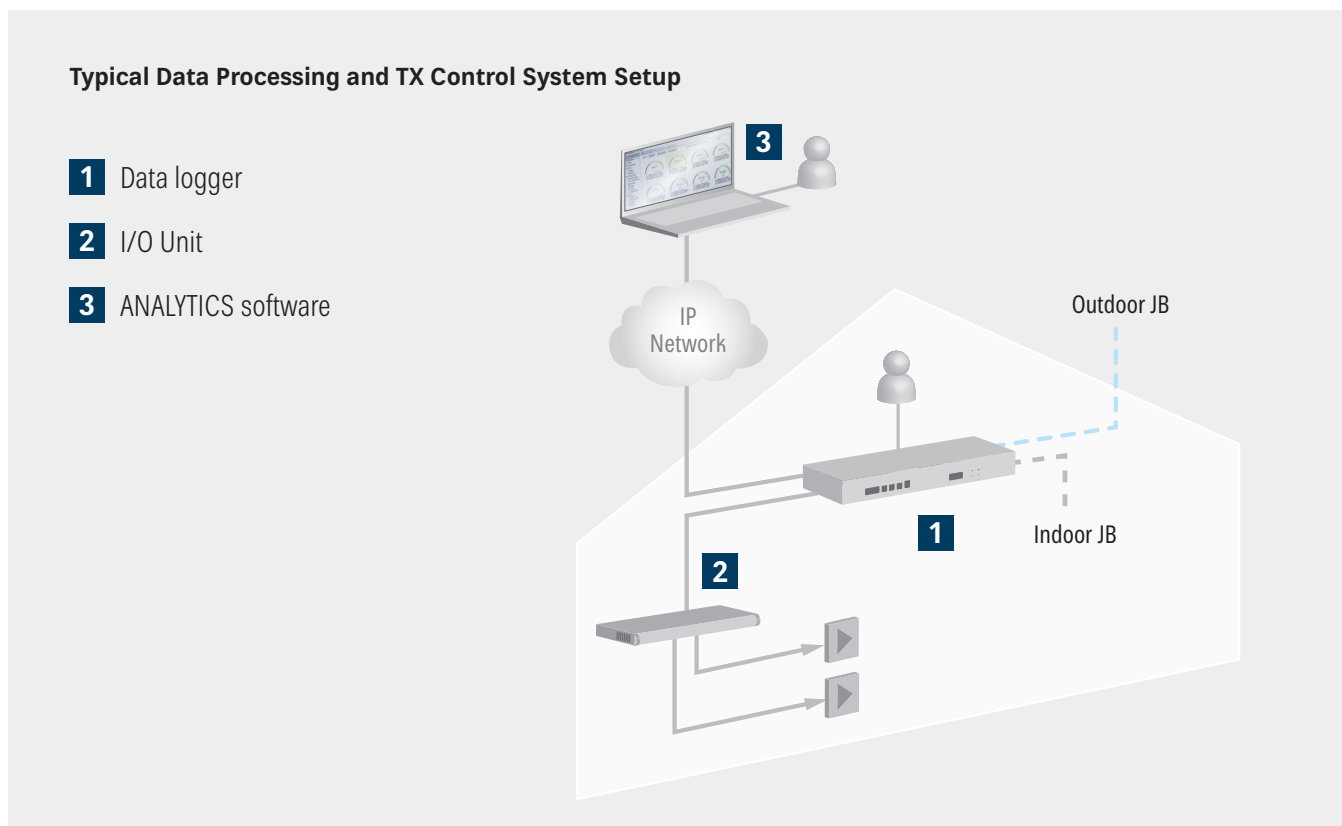 Typical Data Processing and TX Control System Setup
1 Data logger
2 I/O Unit
3 ANALYTICS software
3
IP
Network
Outdoor JB
1
Indoor JB
2